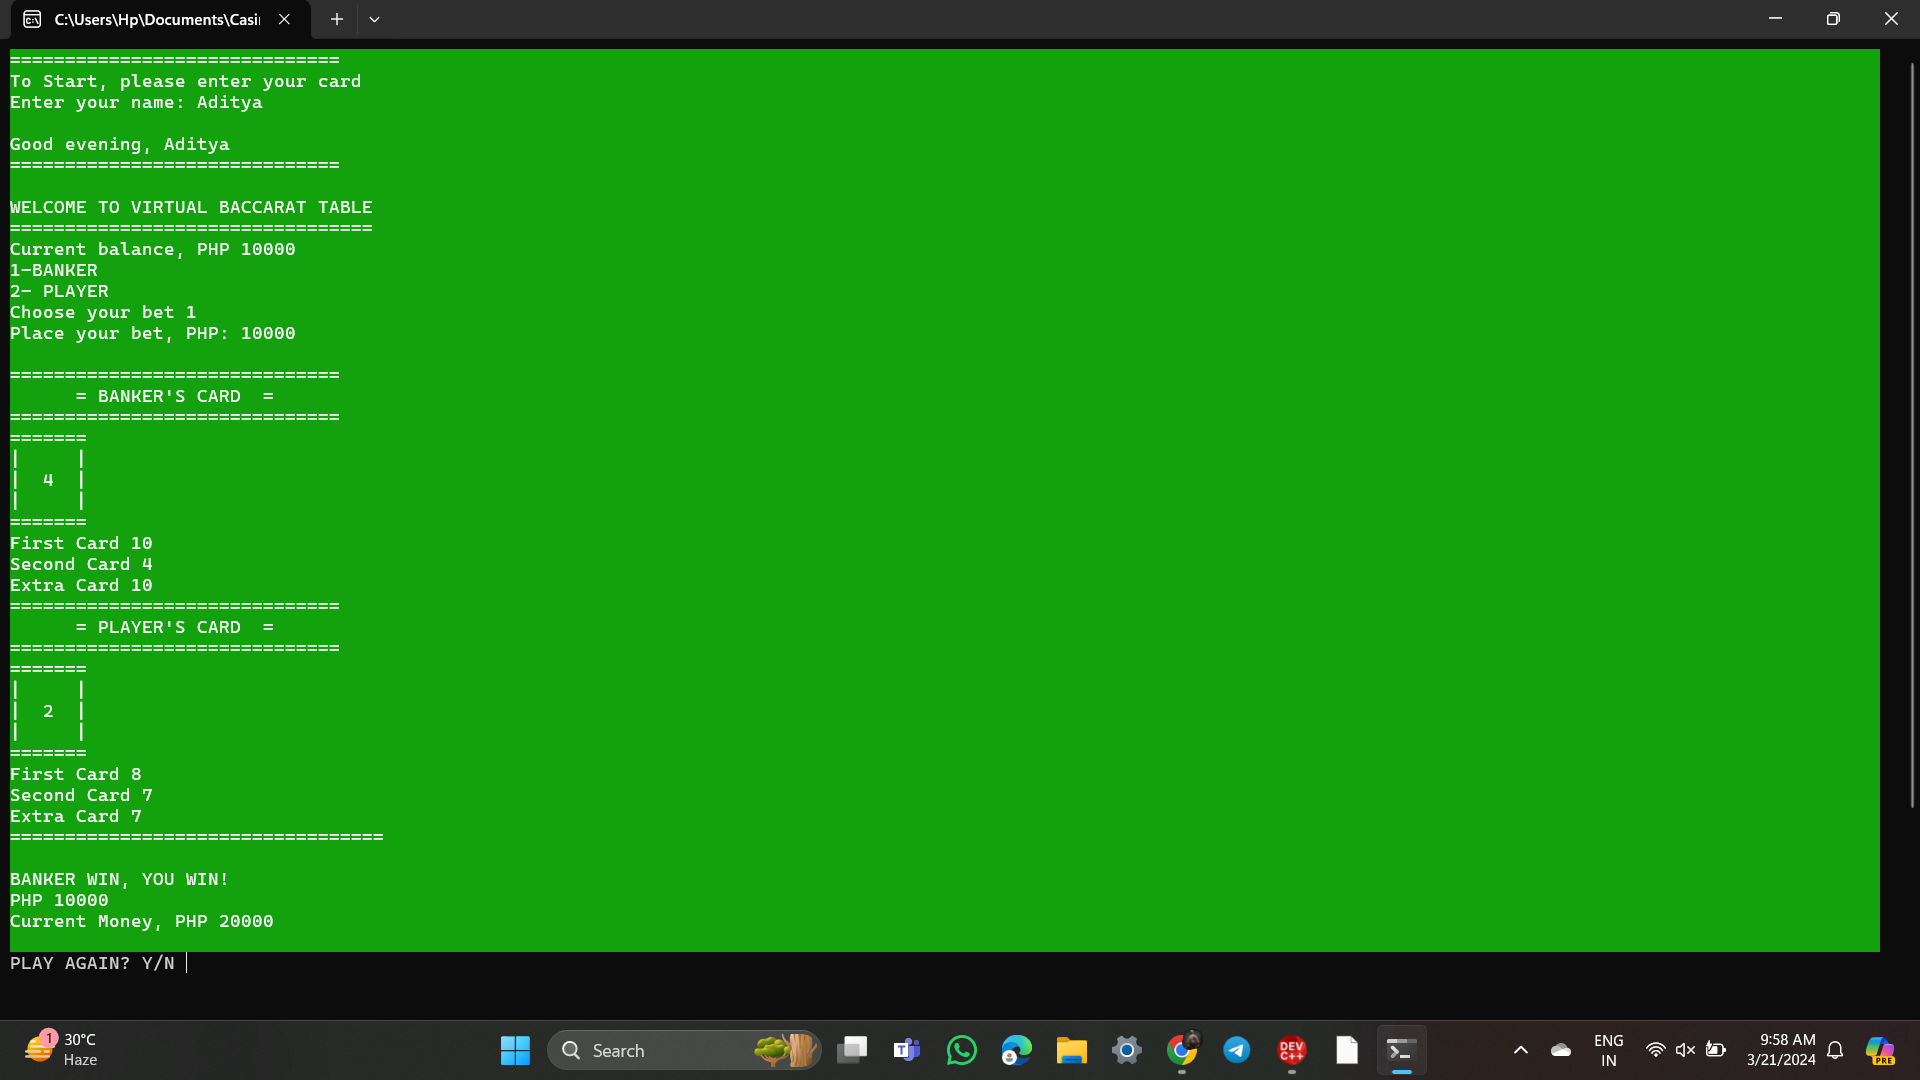 C:\Users\Hp\Documents\Casi
==============================
To Start, please enter your card
Enter your name: Aditya
Good evening, Aditya
==============================
WELCOME TO VIRTUAL BACCARAT TABLE
=================================
Current balance, PHP 10000
1-BANKER
2- PLAYER
Choose your bet 1
Place your bet, PHP: 10000
==============================
= BANKER'S CARD  =
==============================
=======
|     |
|  4  |
|     |
=======
First Card 10
Second Card 4
Extra Card 10
==============================
= PLAYER'S CARD  =
==============================
=======
|     |
|  2  |
|     |
=======
First Card 8
Second Card 7
Extra Card 7
==================================
BANKER WIN, YOU WIN!
PHP 10000
Current Money, PHP 20000
PLAY AGAIN? Y/N
1
30°C
Haze
Search
DEV C++
ENG
IN
9:58 AM
3/21/2024
PRE